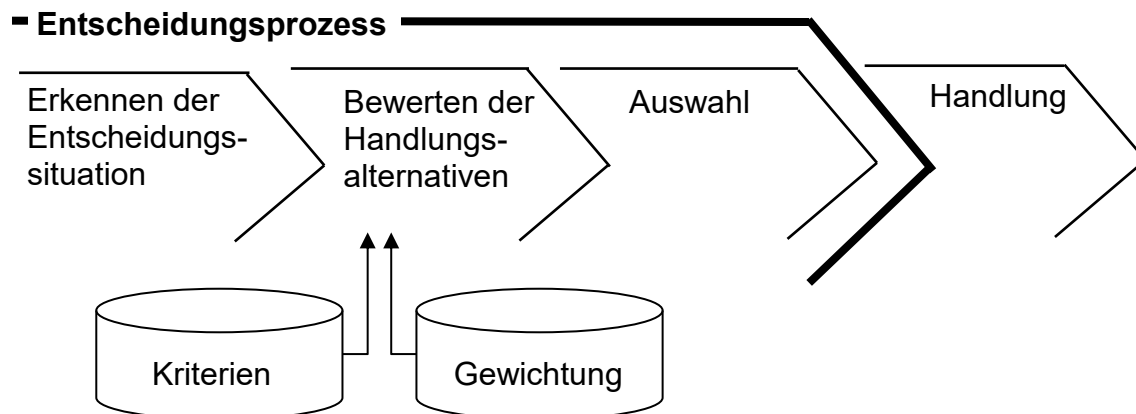 Entscheidungsprozess
Erkennen der
Entscheidungs-
situation
Bewerten der
Handlungs-
alternativen
Auswahl
Handlung
Kriterien
Gewichtung